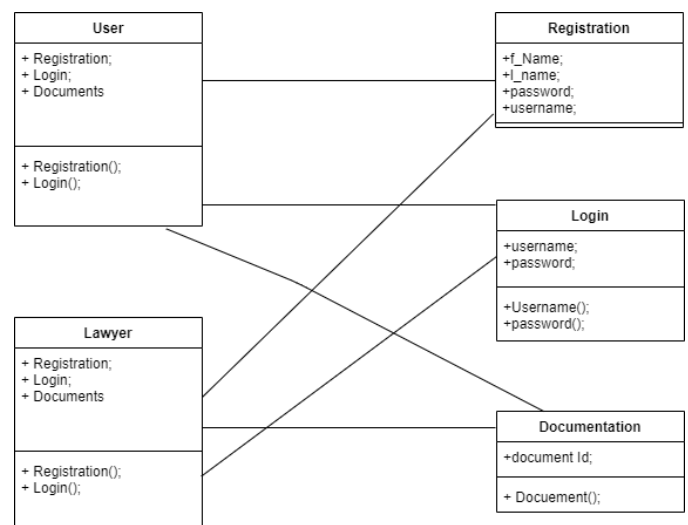 User
+ Registration;
+ Login;
+ Documents
+ Registration();
+ Login();
Registration
+f_Name;
+l_name;
+password;
+username;
Login
+username;
+password;
+Username();
+password();
Lawyer
+ Registration;
+ Login;
+ Documents
+ Registration();
+ Login();
Documentation
+document Id;
+ Docuement();